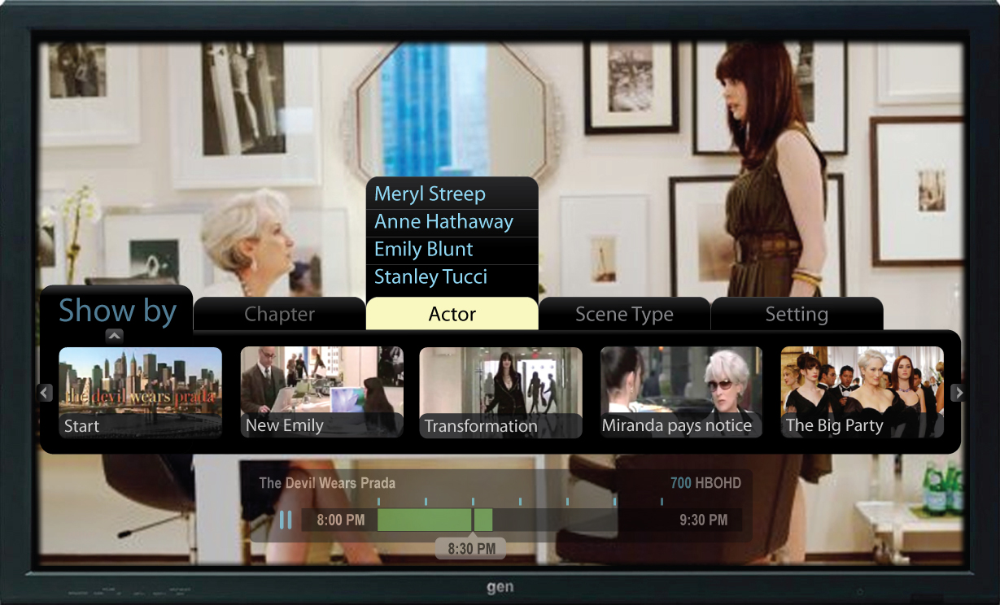 Meryl Streep
Anne Hathaway
Emily Blunt
Stanley Tucci
Show by
Chapter
Actor
Scene Type
Setting
the devil wears prada
Start
New Emily
Transformation
Miranda pays notice
The Big Party
The Devil Wears Prada
700 HBOHD
8:00 PM
9:30 PM
8:30 PM
gen